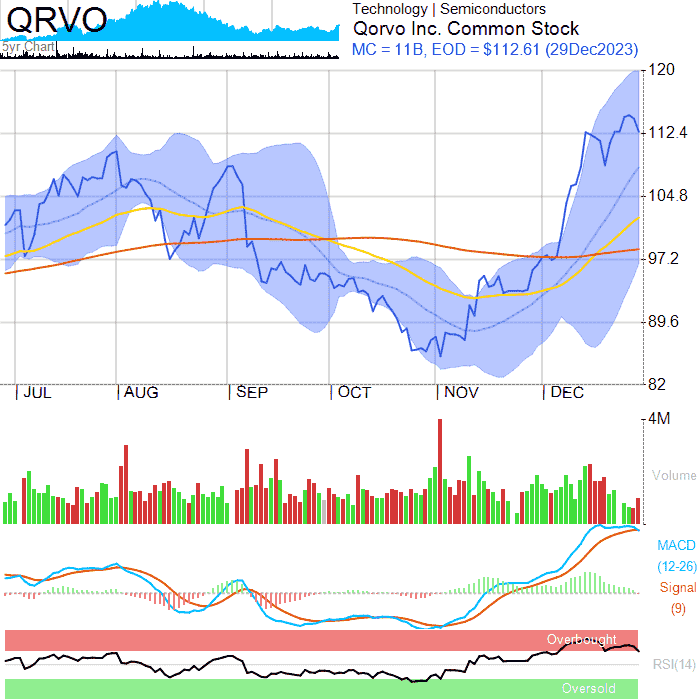 QRVO
5yr Chart
Technology | Semiconductors
Qorvo Inc. Common Stock
MC = 11B, EOD = $112.61 (29Dec2023)
120
112.4
104.8
97.2
89.6
82
JUL AUG SEP OCT NOV DEC
4M
Volume
MACD
(12-26)
Signal
(9)
Overbought
RSI(14)
Oversold